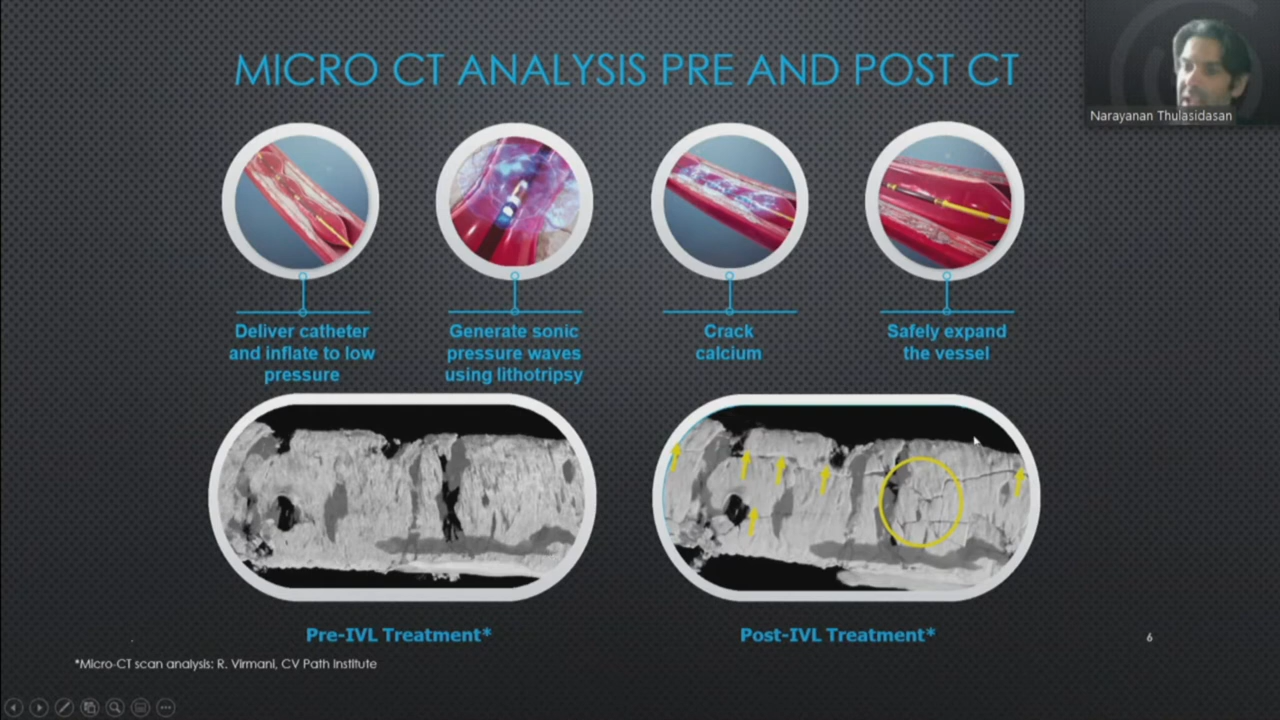 MICRO CT ANALYSIS PRE AND POST CT
Narayanan Thulasidasan
Deliver catheter
and inflate to low
pressure
Generate sonic
pressure waves
using lithotripsy
Crack
calcium
Safely expand
the vessel
Pre-IVL Treatment*
Post-IVL Treatment*
6
*Micro-CT scan analysis: R. Virmani, CV Path Institute